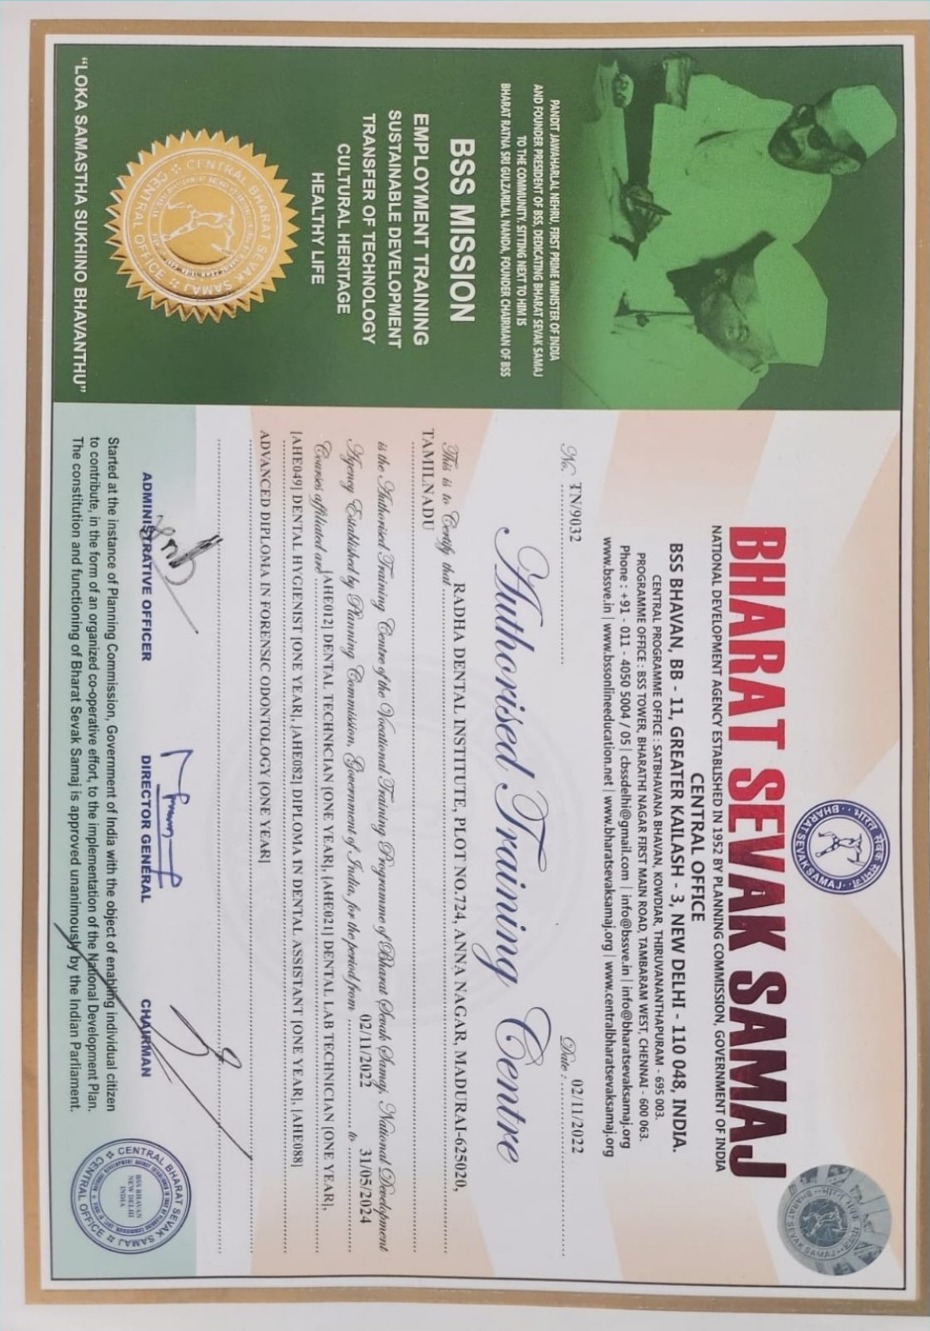 भारत सेवक समाज
BHARAT SEVAK SAMAJ
BHARAT SEVAK SAMAJ
NATIONAL DEVELOPMENT AGENCY ESTABLISHED IN 1952 BY PLANNING COMMISSION, GOVERNMENT OF INDIA
CENTRAL OFFICE
BSS BHAVAN, BB - 11, GREATER KAILASH - 3, NEW DELHI - 110 048, INDIA.
CENTRAL PROGRAMME OFFICE : SATBHAVANA BHAVAN, KOWDIAR, THIRUVANANTHAPURAM - 695 003.
PROGRAMME OFFICE : BSS TOWER, BHARATHI NAGAR FIRST MAIN ROAD, TAMBARAM WEST, CHENNAI - 600 063.
Phone : +91 - 011 - 4050 5004 / 05 | cbssdelhi@gmail.com | info@bssve.in | info@bharatsevaksamaj.org
www.bssve.in | www.bssonlineeducation.net | www.bharatsevaksamaj.org | www.centralbharatsevaksamaj.org
No. TN/9032
Date : 02/11/2022
Authorised Training Centre
This is to Certify that RADHA DENTAL INSTITUTE, PLOT NO.724, ANNA NAGAR, MADURAI-625020,
TAMILNADU
is the Authorised Training Centre of the Vocational Training Programme of Bharat Sevak Samaj, National Development
Agency Established by Planning Commission, Government of India, for the period from 02/11/2022 to 31/05/2024
Courses affiliated are [AHE012] DENTAL TECHNICIAN [ONE YEAR], [AHE021] DENTAL LAB TECHNICIAN [ONE YEAR],
[AHE049] DENTAL HYGIENIST [ONE YEAR], [AHE082] DIPLOMA IN DENTAL ASSISTANT [ONE YEAR], [AHE088]
ADVANCED DIPLOMA IN FORENSIC ODONTOLOGY [ONE YEAR]
ADMINISTRATIVE OFFICER
DIRECTOR GENERAL
CHAIRMAN
Started at the instance of Planning Commission, Government of India with the object of enabling individual citizen
to contribute, in the form of an organized co-operative effort, to the implementation of the National Development Plan.
The constitution and functioning of Bharat Sevak Samaj is approved unanimously by the Indian Parliament.
CENTRAL BHARAT SEVAK SAMAJ
BSS BHAVAN
NEW DELHI
INDIA
CENTRAL OFFICE
PANDIT JAWAHARLAL NEHRU, FIRST PRIME MINISTER OF INDIA
AND FOUNDER PRESIDENT OF BSS, DEDICATING BHARAT SEVAK SAMAJ
TO THE COMMUNITY. SITTING NEXT TO HIM IS
BHARAT RATNA SRI GULZARILAL NANDA, FOUNDER CHAIRMAN OF BSS
BSS MISSION
EMPLOYMENT TRAINING
SUSTAINABLE DEVELOPMENT
TRANSFER OF TECHNOLOGY
CULTURAL HERITAGE
HEALTHY LIFE
CENTRAL BHARAT SEVAK SAMAJ
CENTRAL OFFICE
"LOKA SAMASTHA SUKHINO BHAVANTHU"